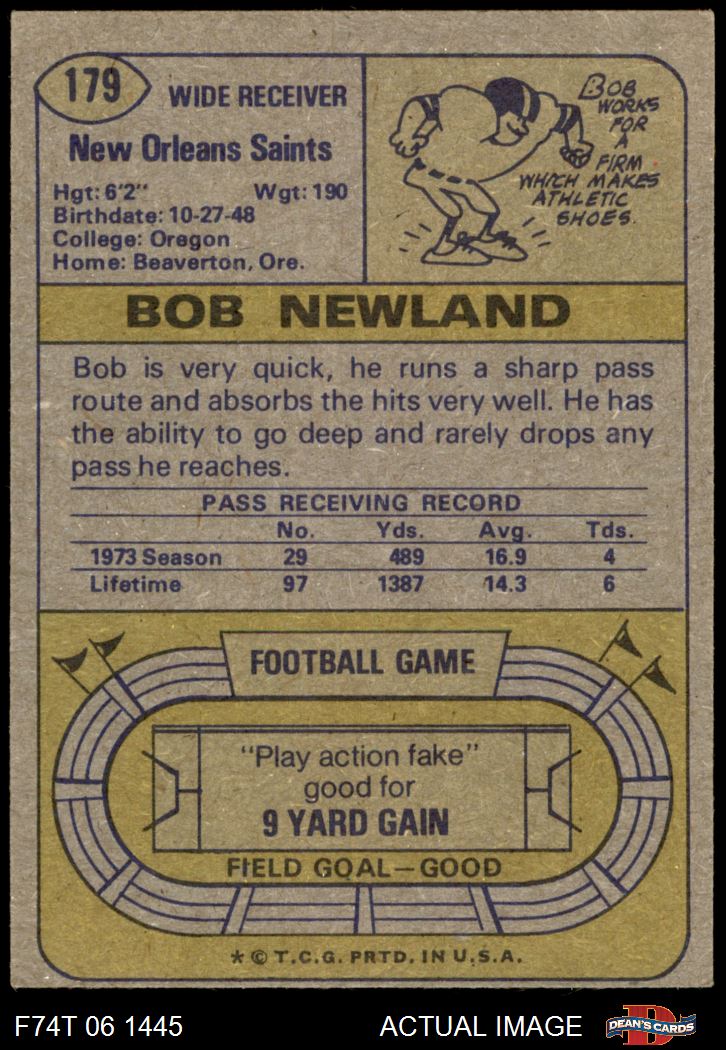 179
WIDE RECEIVER
New Orleans Saints
Hgt: 6'2" Wgt: 190
Birthdate: 10-27-48
College: Oregon
Home: Beaverton, Ore.
BOB
WORKS
FOR
A
FIRM
WHICH MAKES
ATHLETIC
SHOES.
BOB NEWLAND
Bob is very quick, he runs a sharp pass
route and absorbs the hits very well. He has
the ability to go deep and rarely drops any
pass he reaches.
PASS RECEIVING RECORD
No. Yds. Avg. Tds.
1973 Season 29 489 16.9 4
Lifetime 97 1387 14.3 6
FOOTBALL GAME
"Play action fake"
good for
9 YARD GAIN
FIELD GOAL—GOOD
* © T.C.G. PRTD. IN U.S.A.
F74T 06 1445 ACTUAL IMAGE
D
DEAN'S CARDS